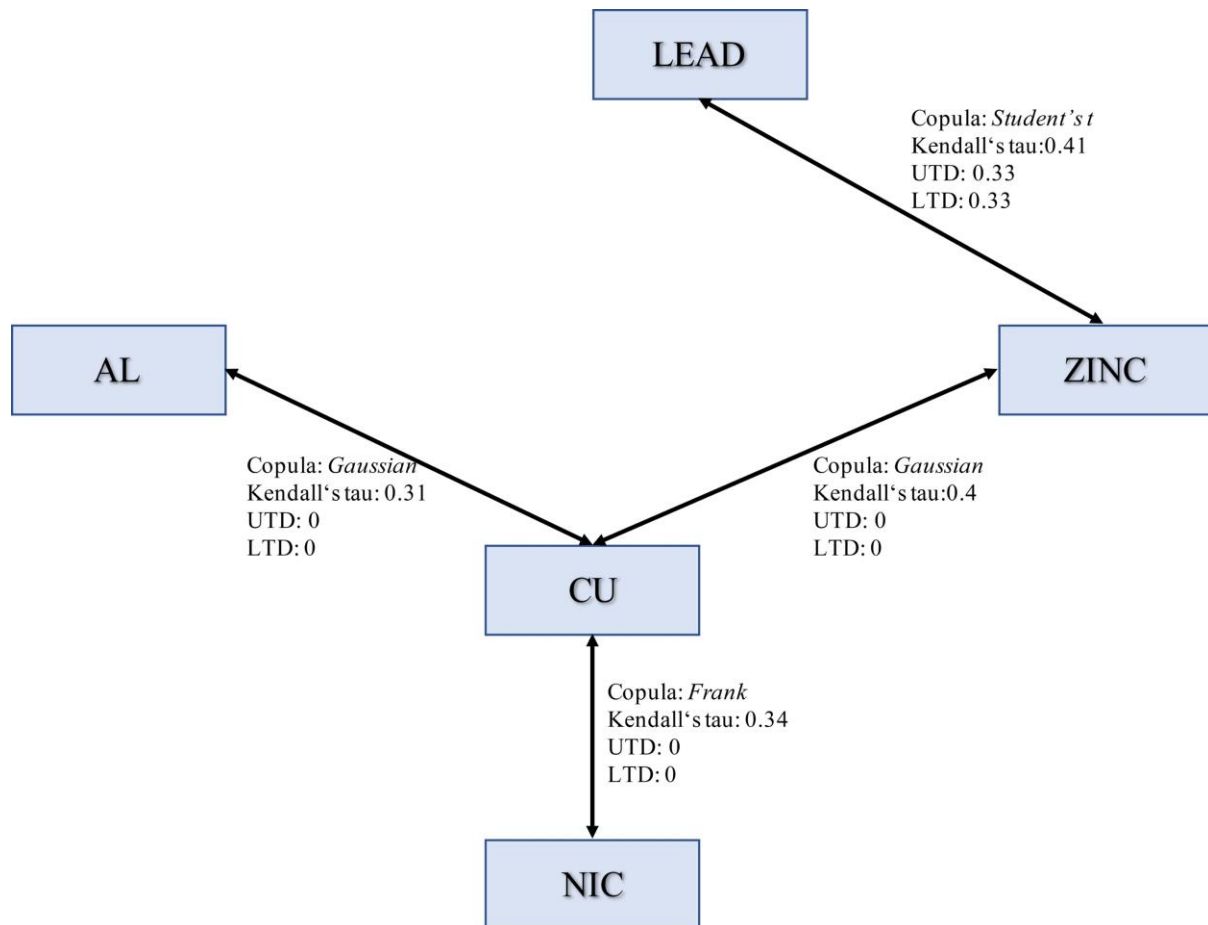 LEAD
Copula: Student’s t
Kendall‘s tau:0.41
UTD: 0.33
LTD: 0.33
AL
ZINC
Copula: Gaussian
Kendall‘s tau: 0.31
UTD: 0
LTD: 0
Copula: Gaussian
Kendall‘s tau:0.4
UTD: 0
LTD: 0
CU
Copula: Frank
Kendall‘s tau: 0.34
UTD: 0
LTD: 0
NIC